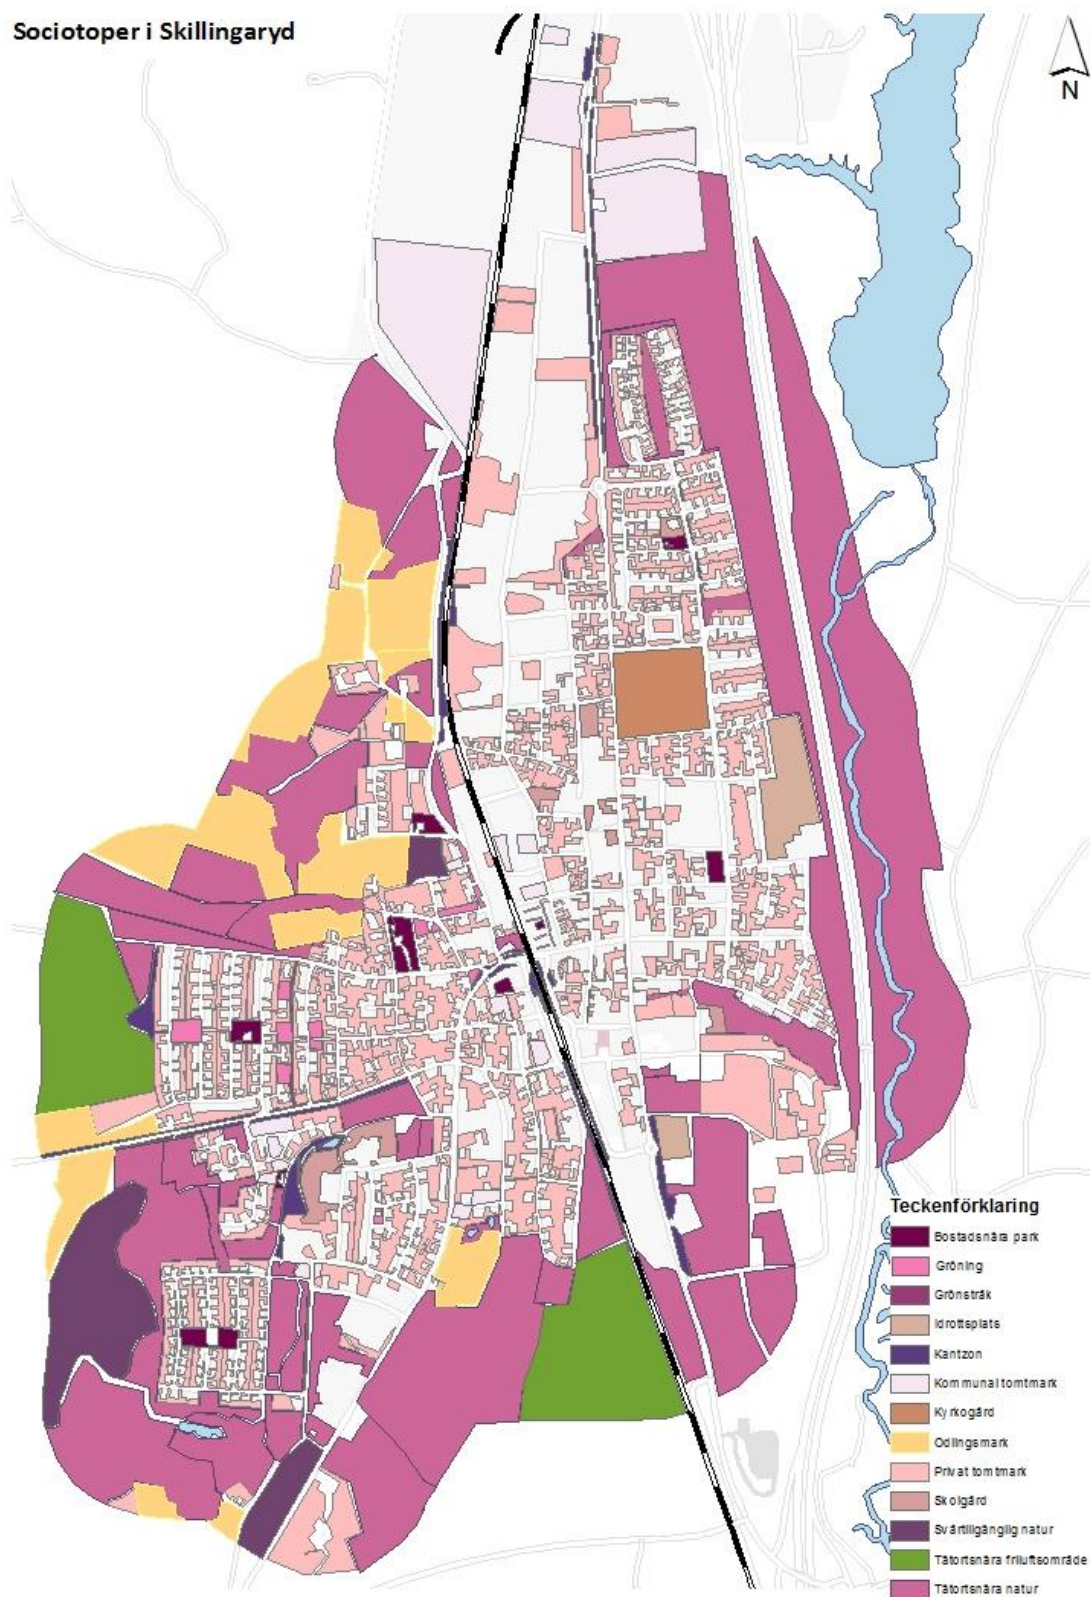 Sociotoper i Skillingaryd
N
Teckenförklaring
Bostadsnära park
Gröning
Grönstråk
Idrottsplats
Kantzon
Kommunal tomtmark
Kyrkogård
Odlingsmark
Privat tomtmark
Skolgård
Svårtillgänglig natur
Tätortsnära friluftsområde
Tätortsnära natur